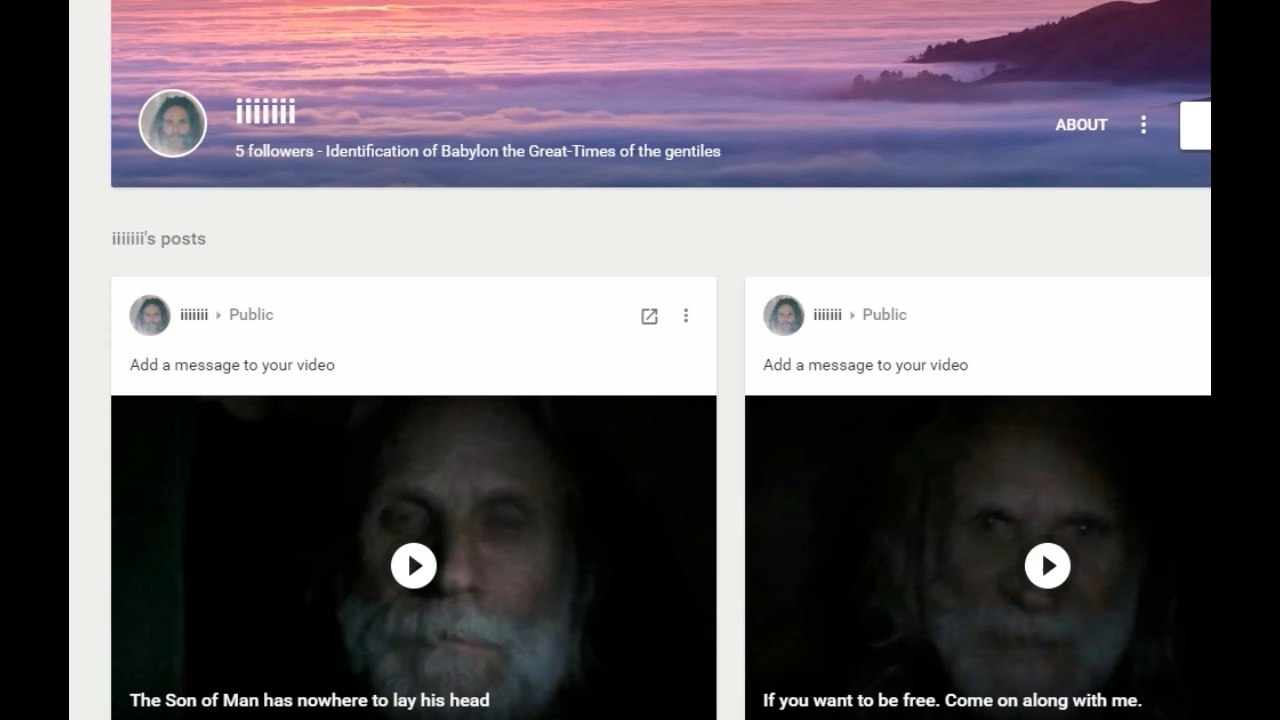 iiiiiii
5 followers - Identification of Babylon the Great-Times of the gentiles
ABOUT
iiiiiii's posts
iiiiiii Public
Add a message to your video
The Son of Man has nowhere to lay his head
iiiiiii Public
Add a message to your video
If you want to be free. Come on along with me.